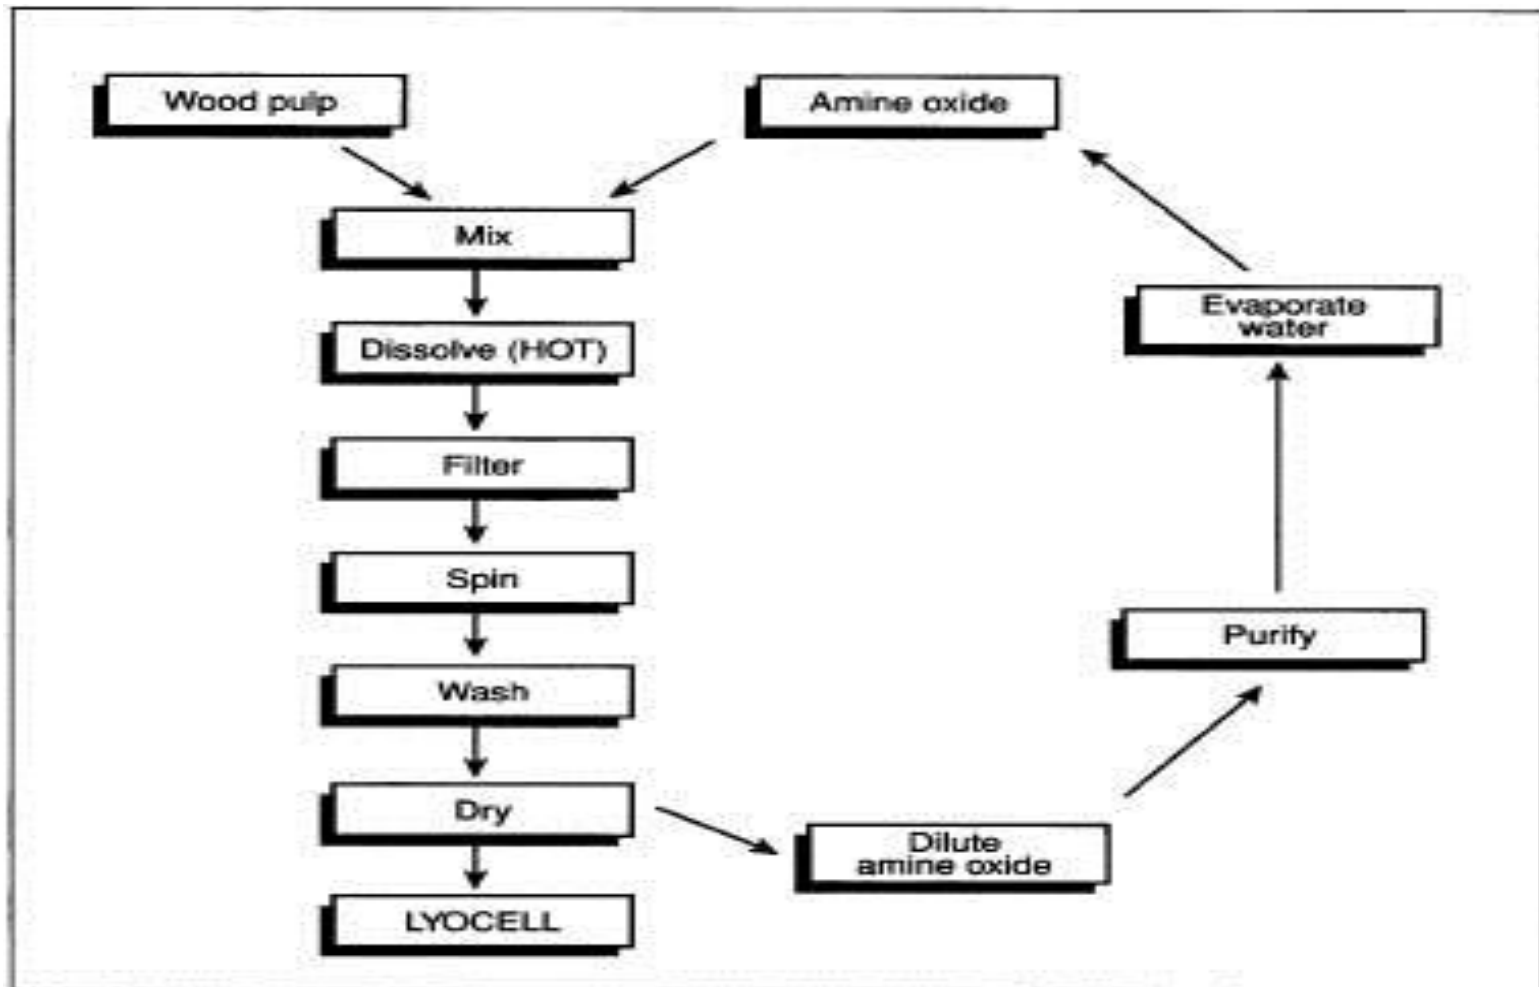 Wood pulp
Amine oxide
Mix
Dissolve (HOT)
Filter
Spin
Wash
Dry
LYOCELL
Dilute
amine oxide
Purify
Evaporate
water